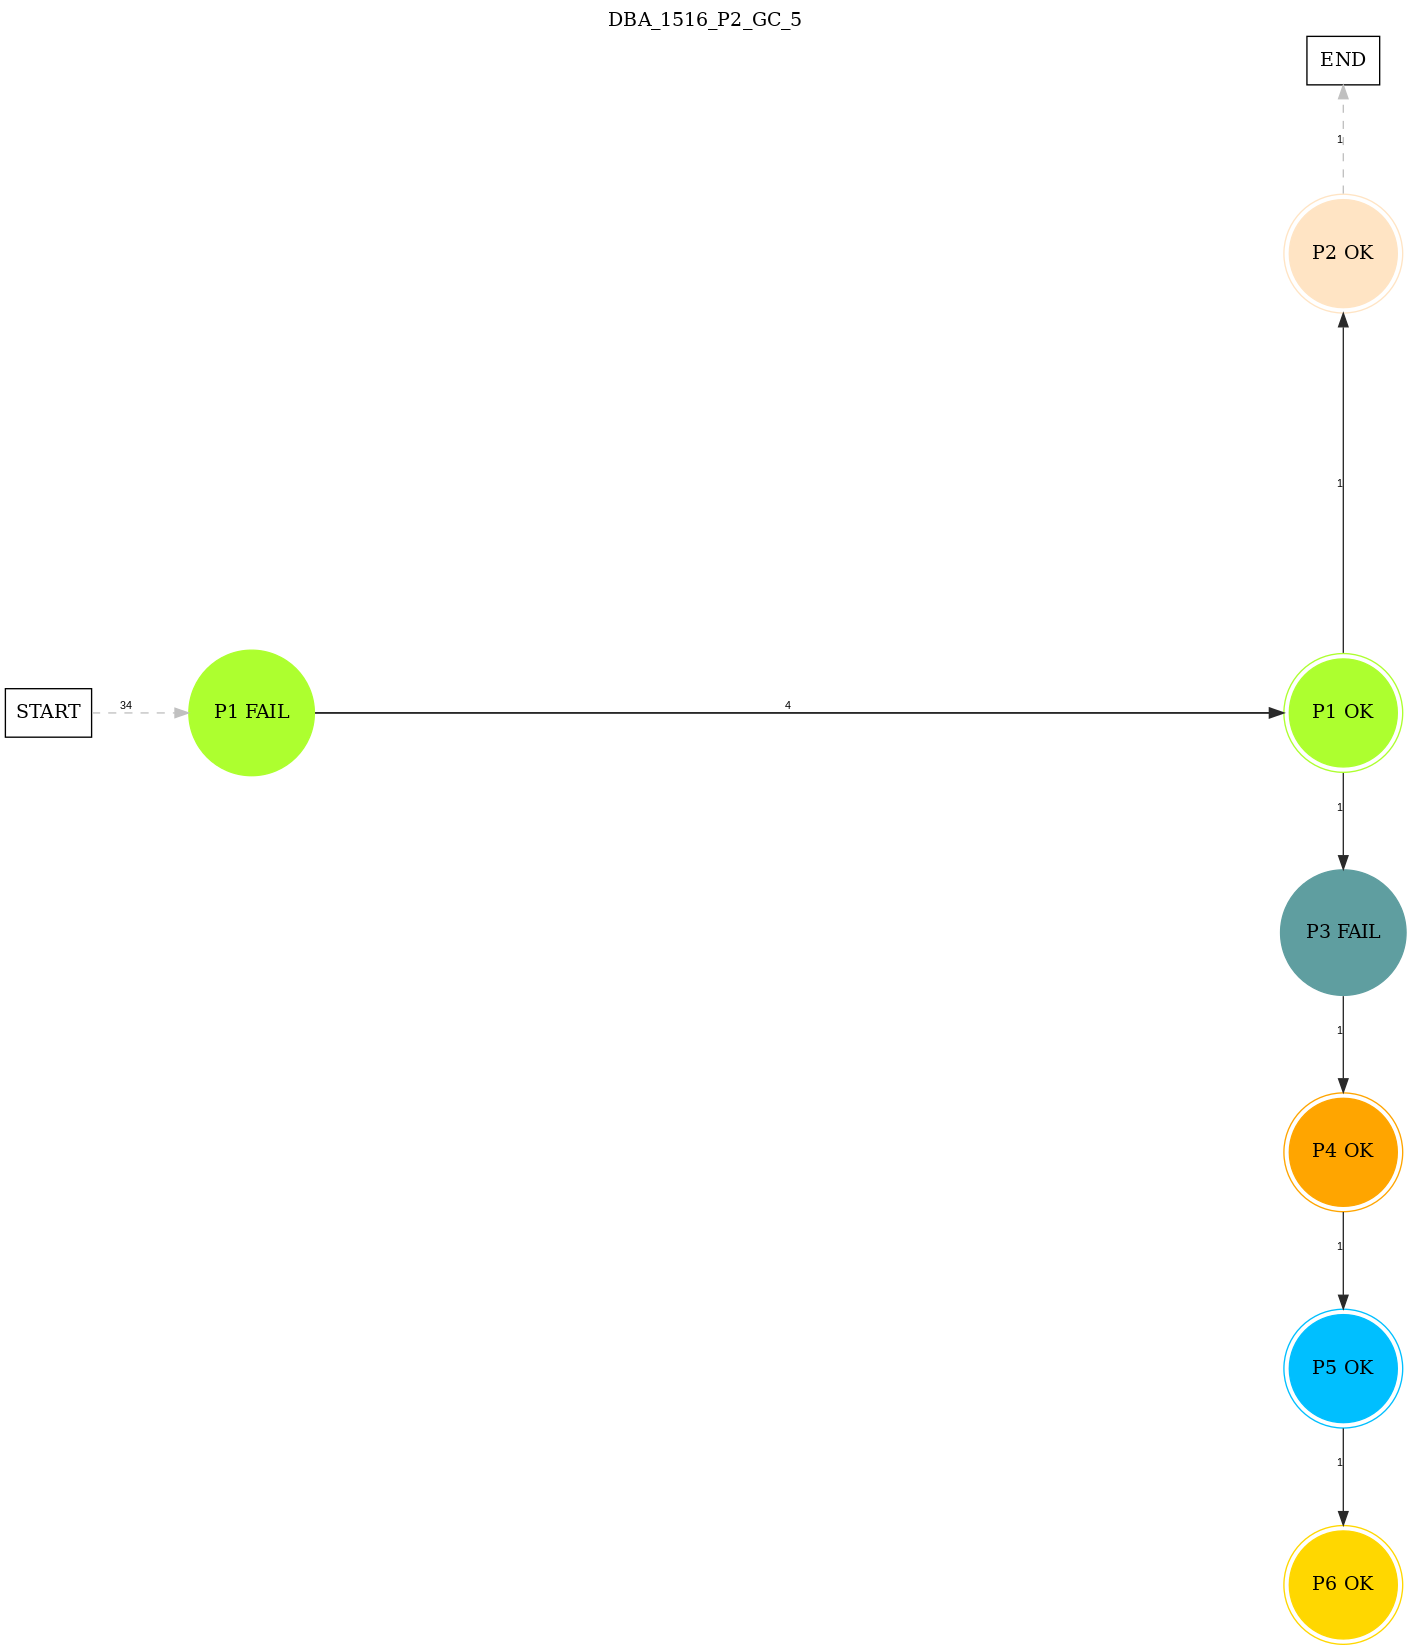 DBA_1516_P2_GC_5
END
1
P2 OK
1
START
34
P1 FAIL
4
P1 OK
1
P3 FAIL
1
P4 OK
1
P5 OK
1
P6 OK